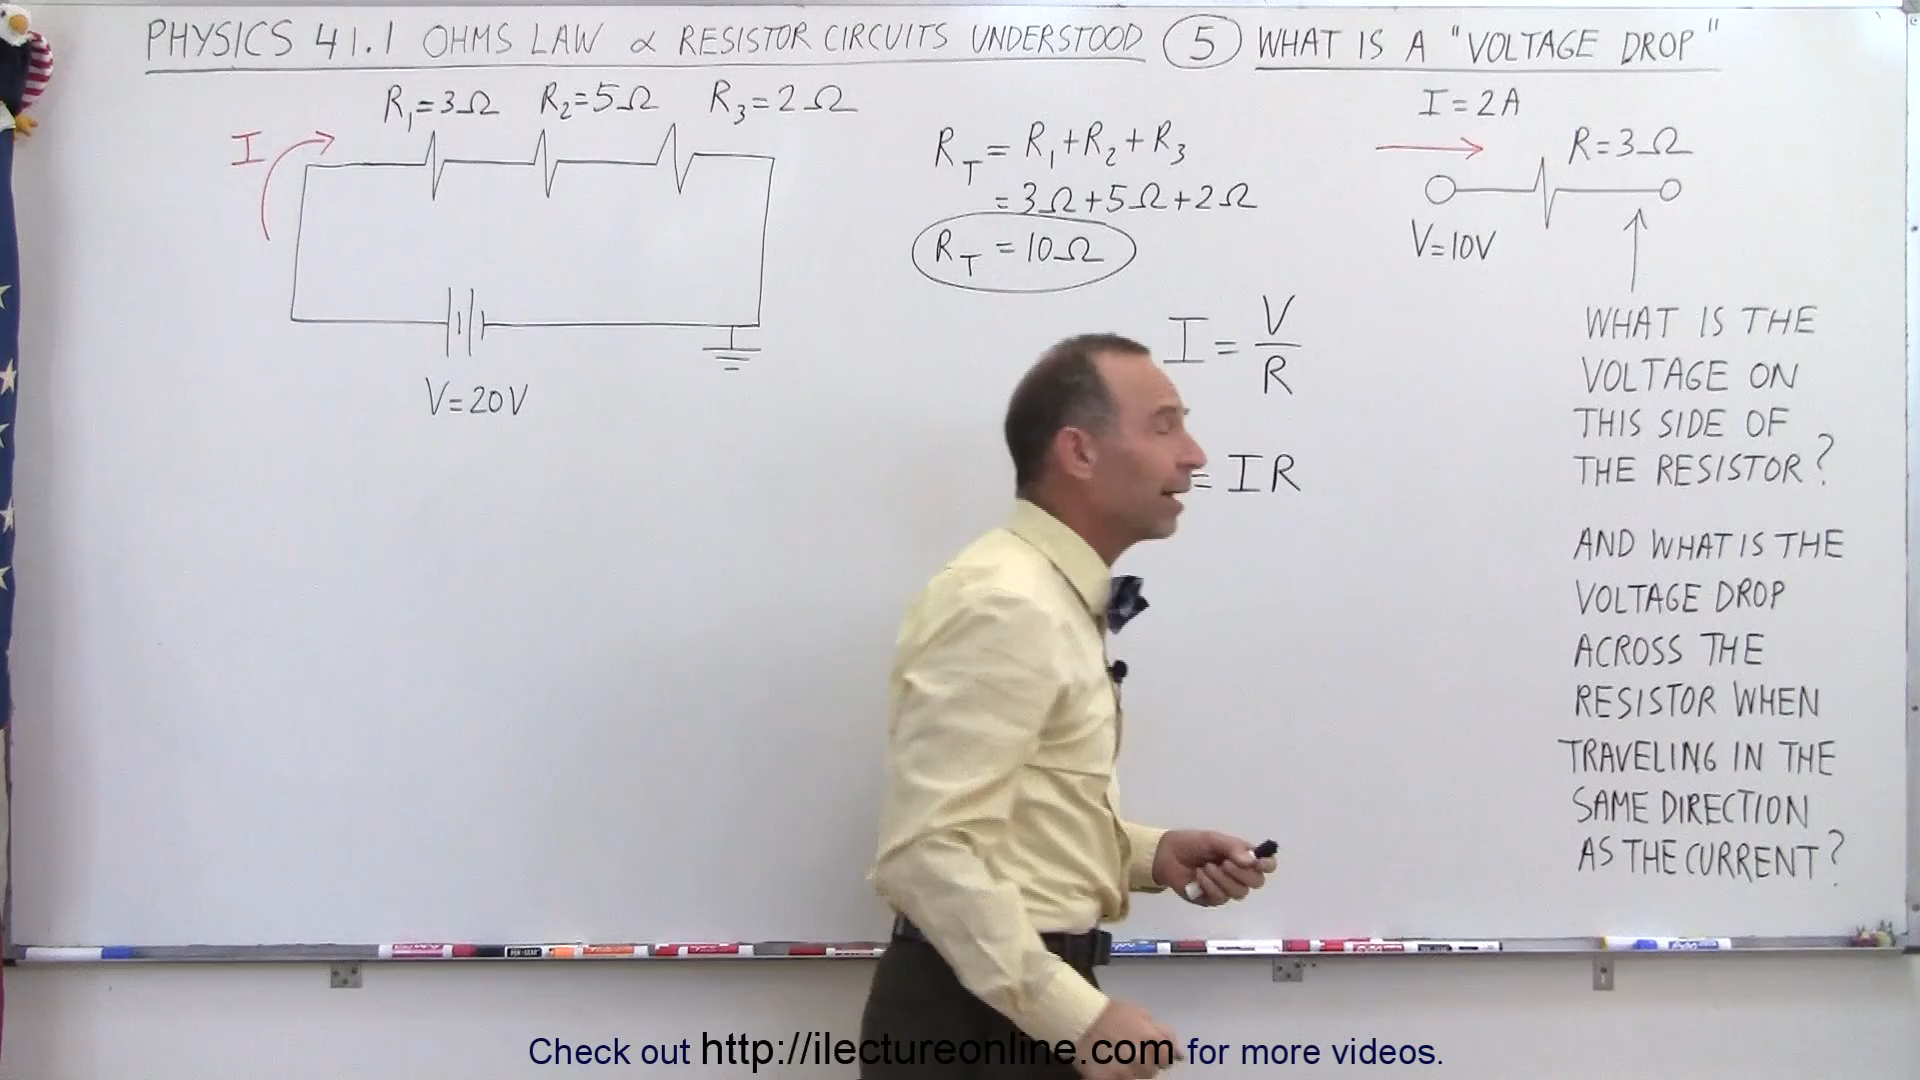 PHYSICS 41.1 OHMS LAW ∝ RESISTOR CIRCUITS UNDERSTOOD 5 WHAT IS A "VOLTAGE DROP"
R₁=3Ω R₂=5Ω R₃=2Ω
I
V=20V
R_T = R₁+R₂+R₃
= 3Ω+5Ω+2Ω
R_T = 10Ω
I = V/R
= IR
I=2A
R=3Ω
V=10V
WHAT IS THE
VOLTAGE ON
THIS SIDE OF
THE RESISTOR?
AND WHAT IS THE
VOLTAGE DROP
ACROSS THE
RESISTOR WHEN
TRAVELING IN THE
SAME DIRECTION
AS THE CURRENT?
Check out http://ilectureonline.com for more videos.